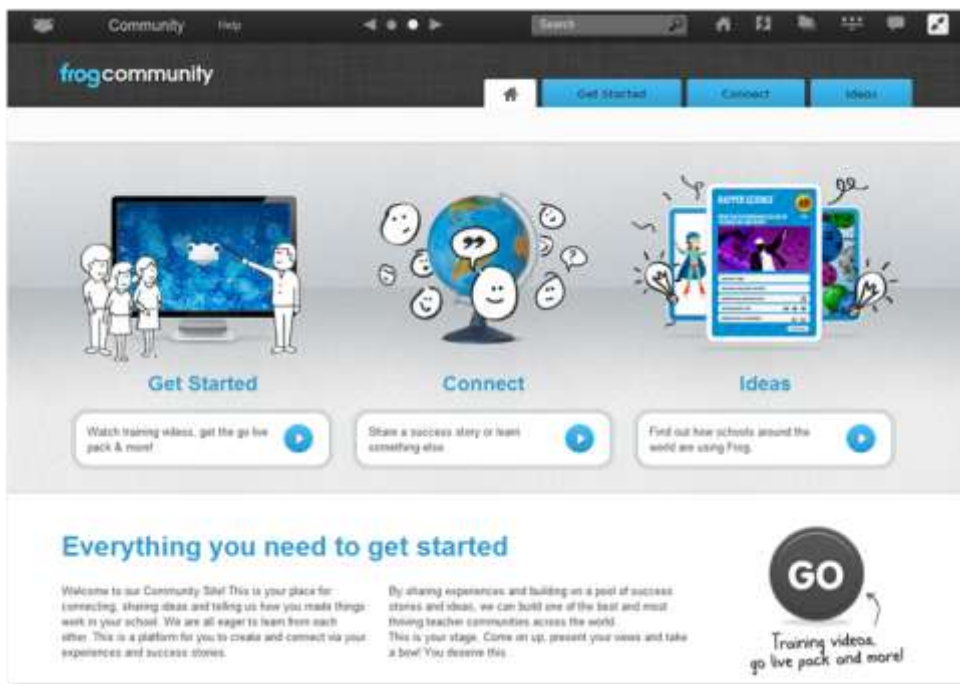 Community Help Search
frogcommunity
Get Started Connect Ideas
RAPPER SCIENCE
Get Started
Connect
Ideas
Watch training videos, get the go live
pack & more!
Share a success story or learn
something else
Find out how schools around the
world are using Frog.
Everything you need to get started
Welcome to our Community Site! This is your place for
connecting, sharing ideas and telling us how you made things
work in your school. We are all eager to learn from each
other. This is a platform for you to create and connect via your
experiences and success stories.
By sharing experiences and building on a pool of success
stories and ideas, we can build one of the best and most
thriving teacher communities across the world.
This is your stage. Come on up, present your views and take
a bow! You deserve this.
GO
Training videos,
go live pack and more!